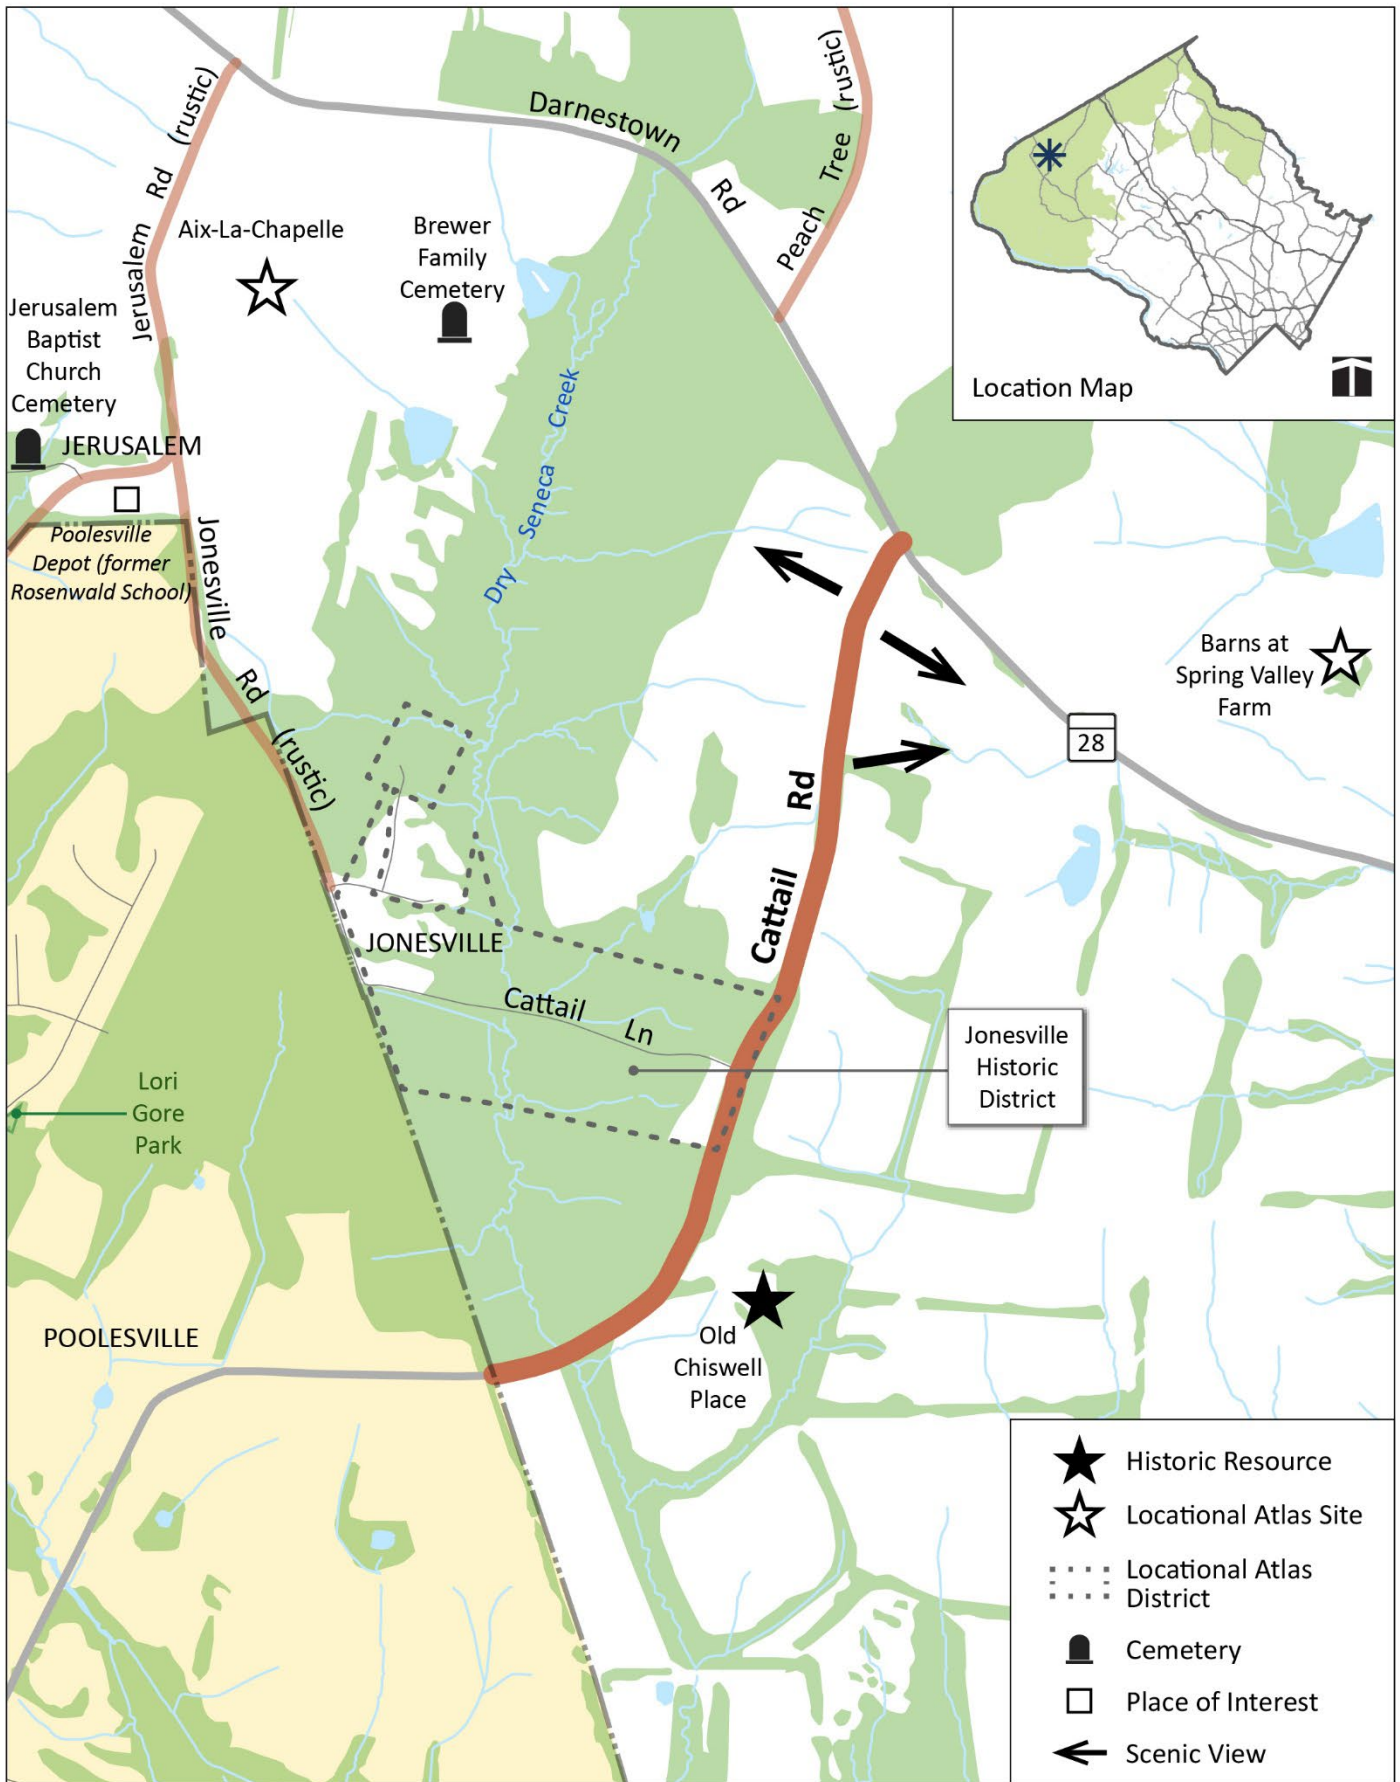 Darnestown
Rd
Peach Tree (rustic)
Jerusalem Rd (rustic)
Aix-La-Chapelle
Brewer
Family
Cemetery
Jerusalem
Baptist
Church
Cemetery
JERUSALEM
Poolesville
Depot (former
Rosenwald School)
Jonesville
Rd
(rustic)
Dry Seneca Creek
Location Map
Barns at
Spring Valley
Farm
28
Cattail Rd
JONESVILLE
Cattail
Ln
Jonesville
Historic
District
Lori
Gore
Park
POOLESVILLE
Old
Chiswell
Place
Historic Resource
Locational Atlas Site
Locational Atlas
District
Cemetery
Place of Interest
Scenic View